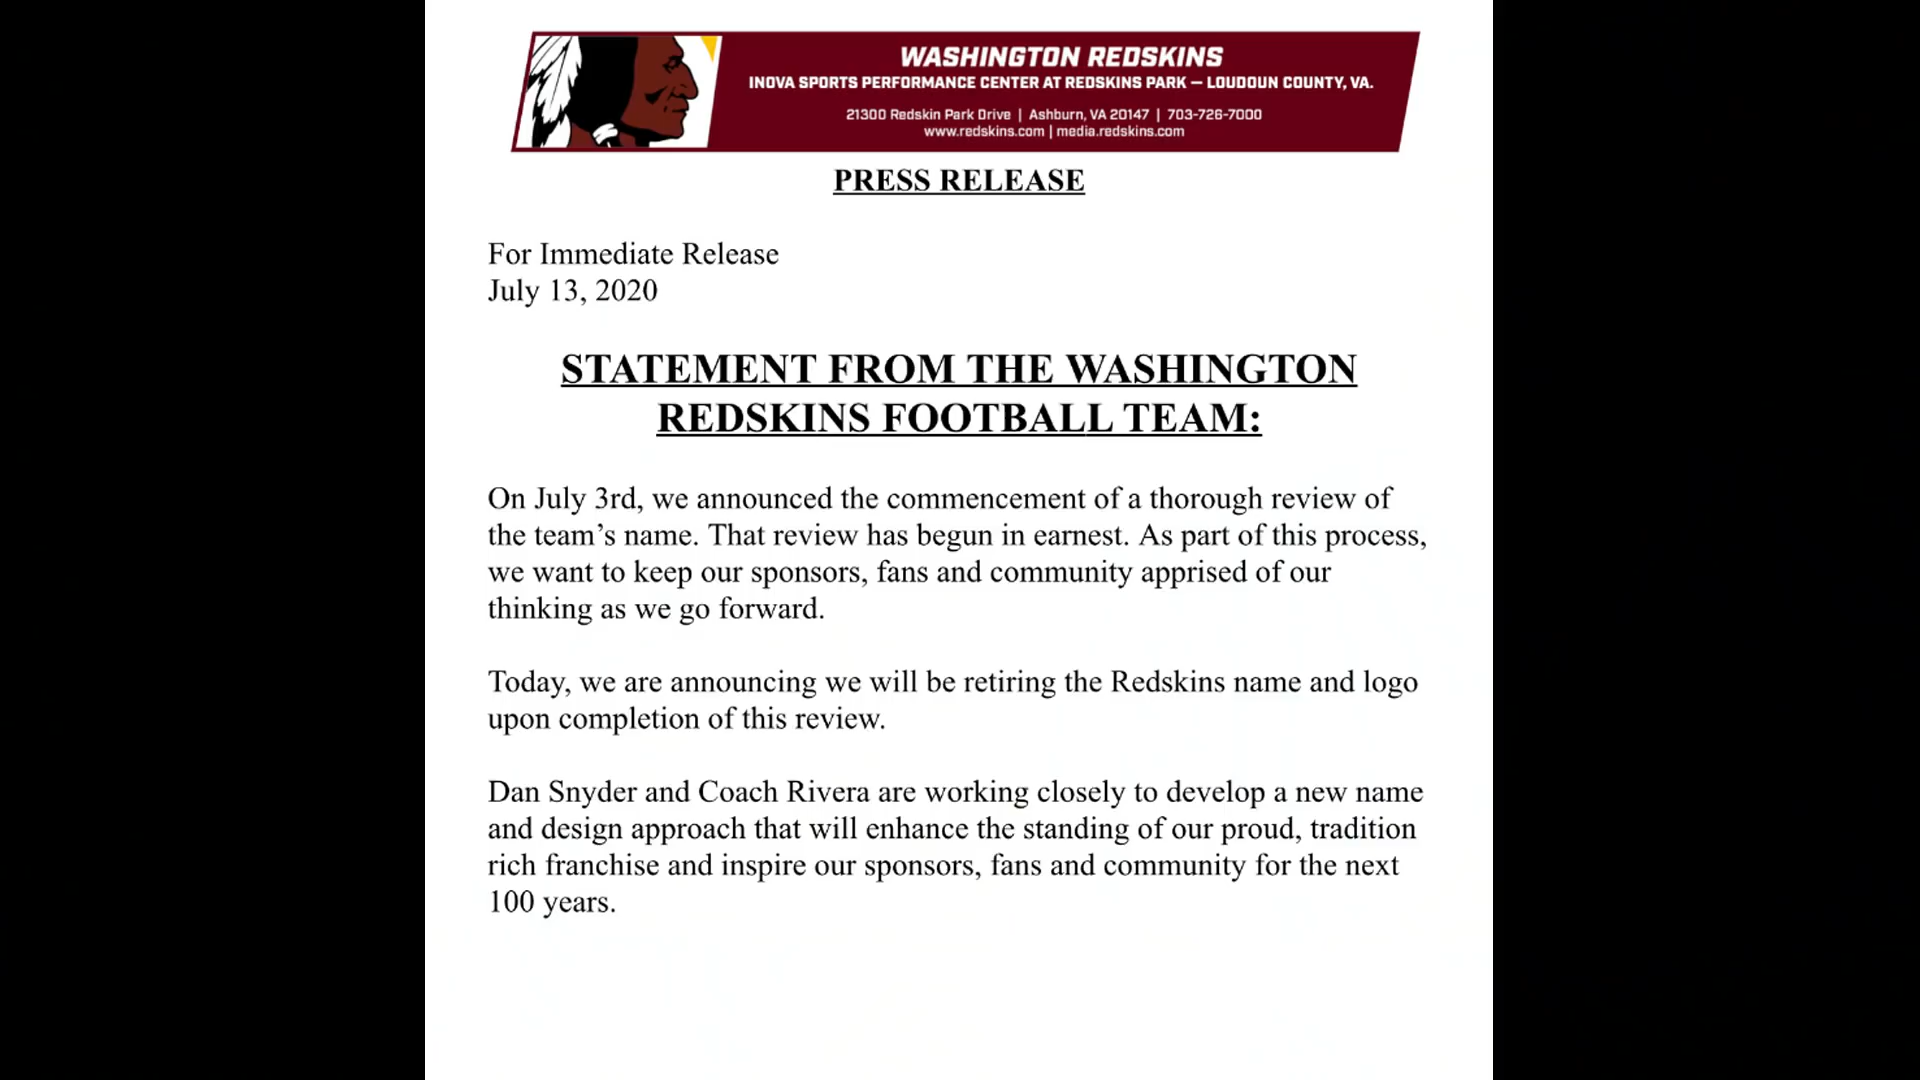 WASHINGTON REDSKINS
INOVA SPORTS PERFORMANCE CENTER AT REDSKINS PARK — LOUDOUN COUNTY, VA.
21300 Redskin Park Drive | Ashburn, VA 20147 | 703-726-7000
www.redskins.com | media.redskins.com
PRESS RELEASE
For Immediate Release
July 13, 2020
STATEMENT FROM THE WASHINGTON
REDSKINS FOOTBALL TEAM:
On July 3rd, we announced the commencement of a thorough review of
the team’s name. That review has begun in earnest. As part of this process,
we want to keep our sponsors, fans and community apprised of our
thinking as we go forward.
Today, we are announcing we will be retiring the Redskins name and logo
upon completion of this review.
Dan Snyder and Coach Rivera are working closely to develop a new name
and design approach that will enhance the standing of our proud, tradition
rich franchise and inspire our sponsors, fans and community for the next
100 years.